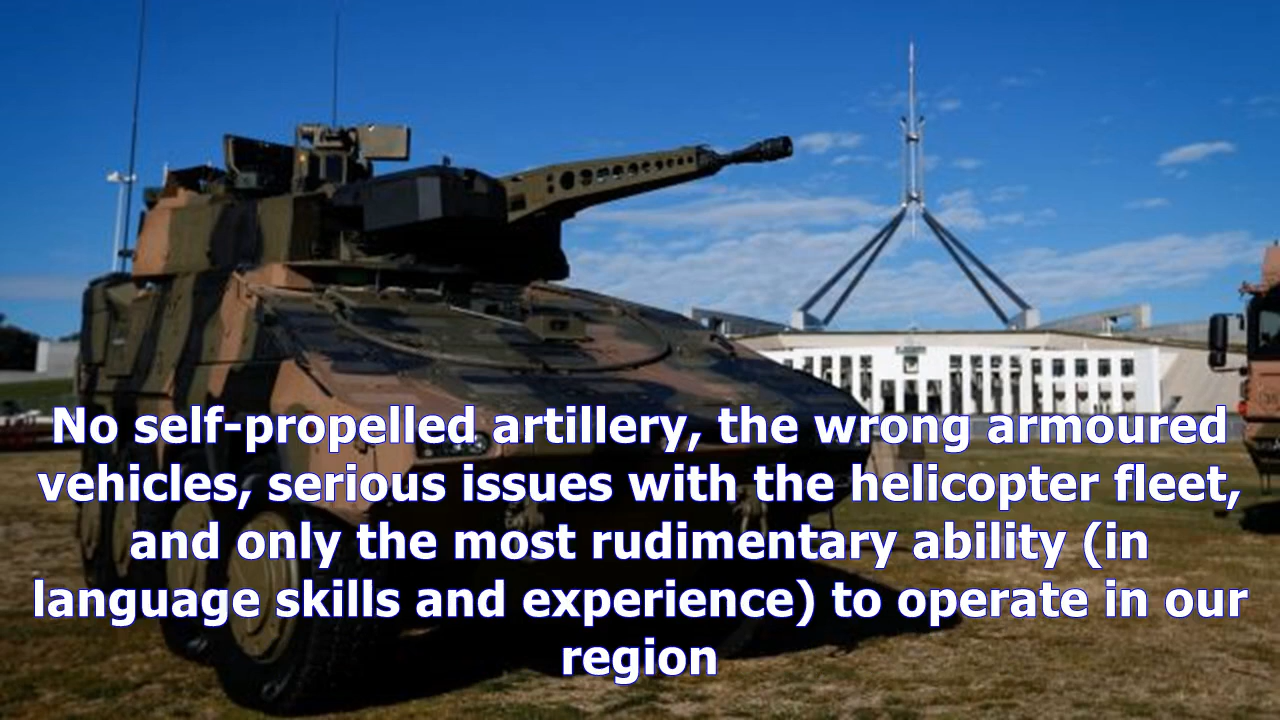 No self-propelled artillery, the wrong armoured
vehicles, serious issues with the helicopter fleet,
and only the most rudimentary ability (in
language skills and experience) to operate in our
region